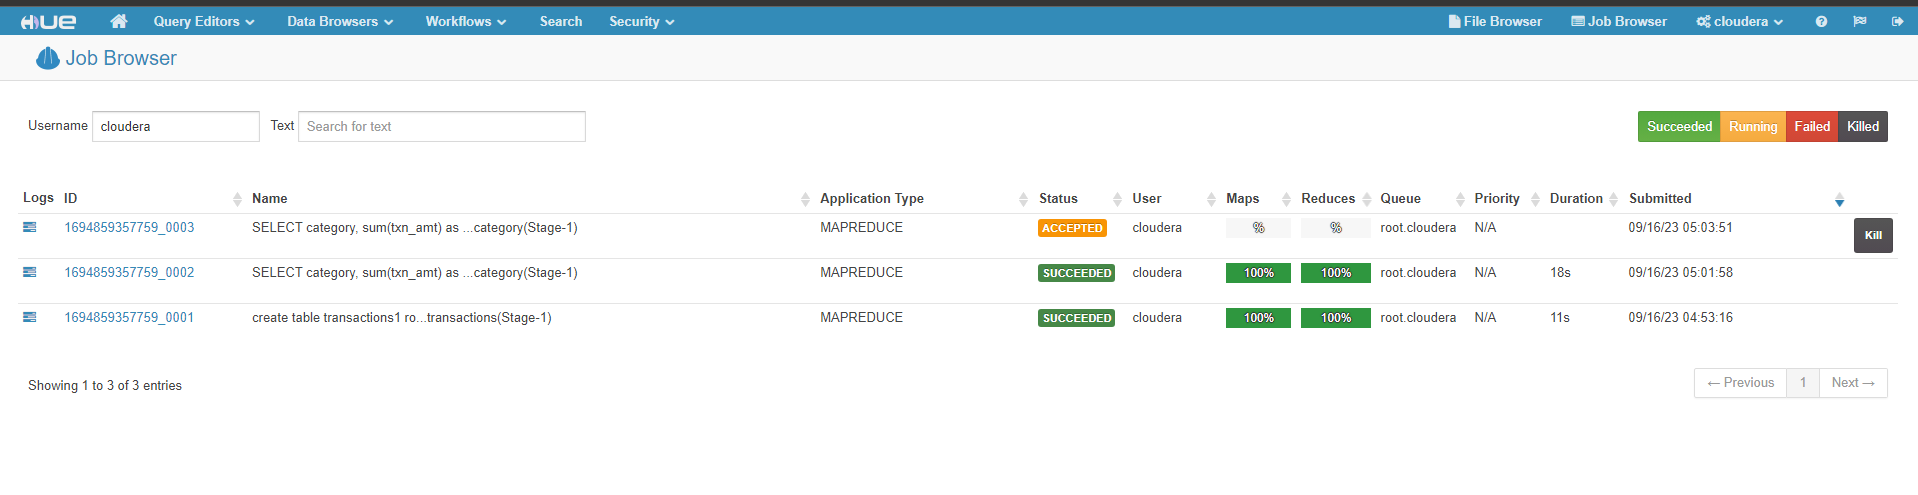 HUE Query Editors Data Browsers Workflows Search Security File Browser Job Browser cloudera
Job Browser
Username cloudera Text Search for text Succeeded Running Failed Killed
Logs ID Name Application Type Status User Maps Reduces Queue Priority Duration Submitted
1694859357759_0003 SELECT category, sum(txn_amt) as ...category(Stage-1) MAPREDUCE ACCEPTED cloudera % % root.cloudera N/A 09/16/23 05:03:51 Kill
1694859357759_0002 SELECT category, sum(txn_amt) as ...category(Stage-1) MAPREDUCE SUCCEEDED cloudera 100% 100% root.cloudera N/A 18s 09/16/23 05:01:58
1694859357759_0001 create table transactions1 ro...transactions(Stage-1) MAPREDUCE SUCCEEDED cloudera 100% 100% root.cloudera N/A 11s 09/16/23 04:53:16
Showing 1 to 3 of 3 entries ← Previous 1 Next →